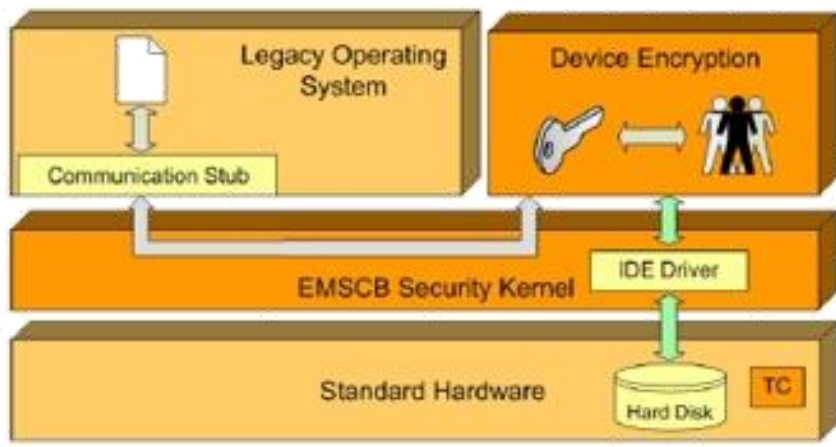 Legacy Operating
System
Device Encryption
Communication Stub
IDE Driver
EMSCB Security Kernel
Standard Hardware
TC
Hard Disk